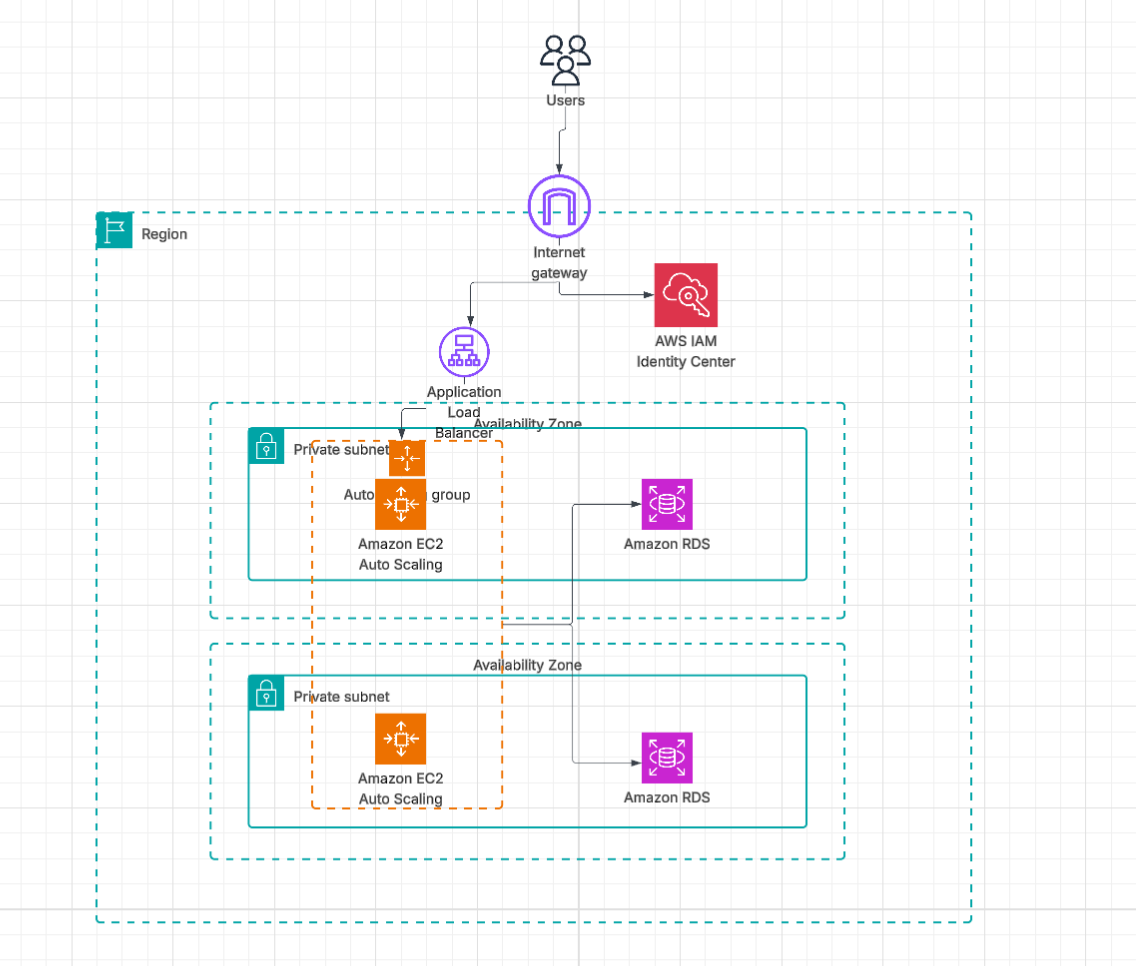 Users
Region
Internet
gateway
AWS IAM
Identity Center
Application
Load
Balancer
Availability Zone
Private subnet
Auto group
Amazon EC2
Auto Scaling
Amazon RDS
Availability Zone
Private subnet
Amazon EC2
Auto Scaling
Amazon RDS